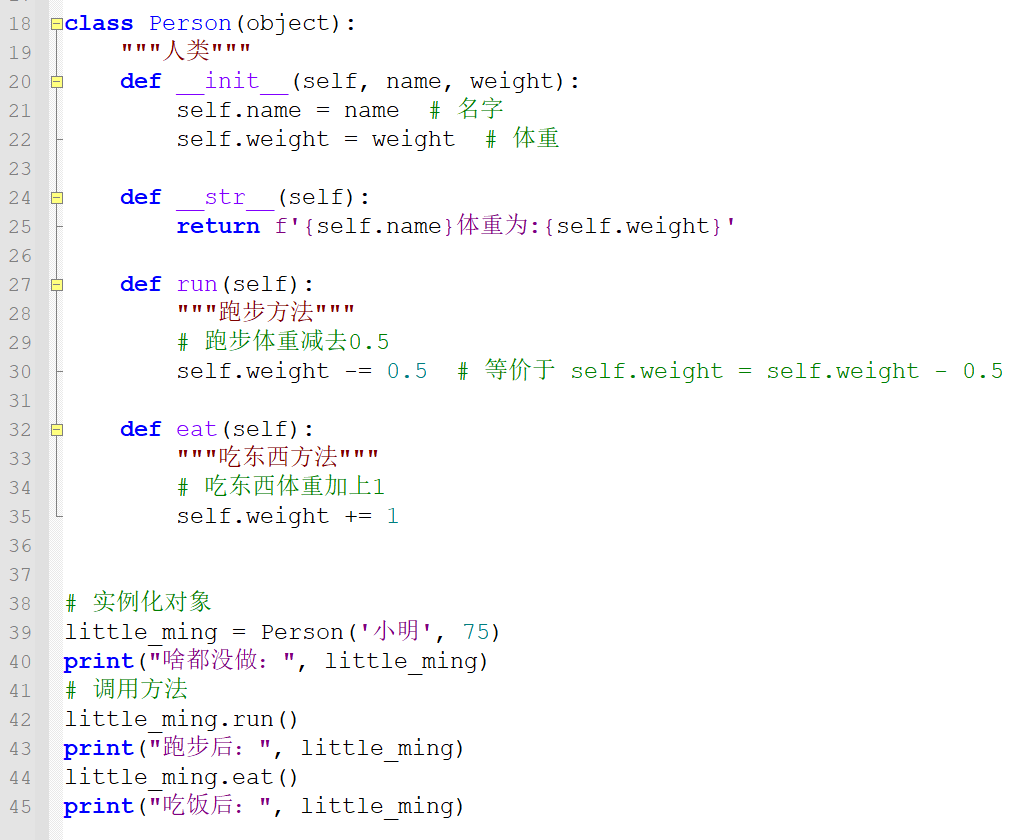 18 class Person(object):
19     """人类"""
20     def __init__(self, name, weight):
21         self.name = name  # 名字
22         self.weight = weight  # 体重
23
24     def __str__(self):
25         return f'{self.name}体重为:{self.weight}'
26
27     def run(self):
28         """跑步方法"""
29         # 跑步体重减去0.5
30         self.weight -= 0.5  # 等价于 self.weight = self.weight - 0.5
31
32     def eat(self):
33         """吃东西方法"""
34         # 吃东西体重加上1
35         self.weight += 1
36
37
38 # 实例化对象
39 little_ming = Person('小明', 75)
40 print("啥都没做：", little_ming)
41 # 调用方法
42 little_ming.run()
43 print("跑步后：", little_ming)
44 little_ming.eat()
45 print("吃饭后：", little_ming)